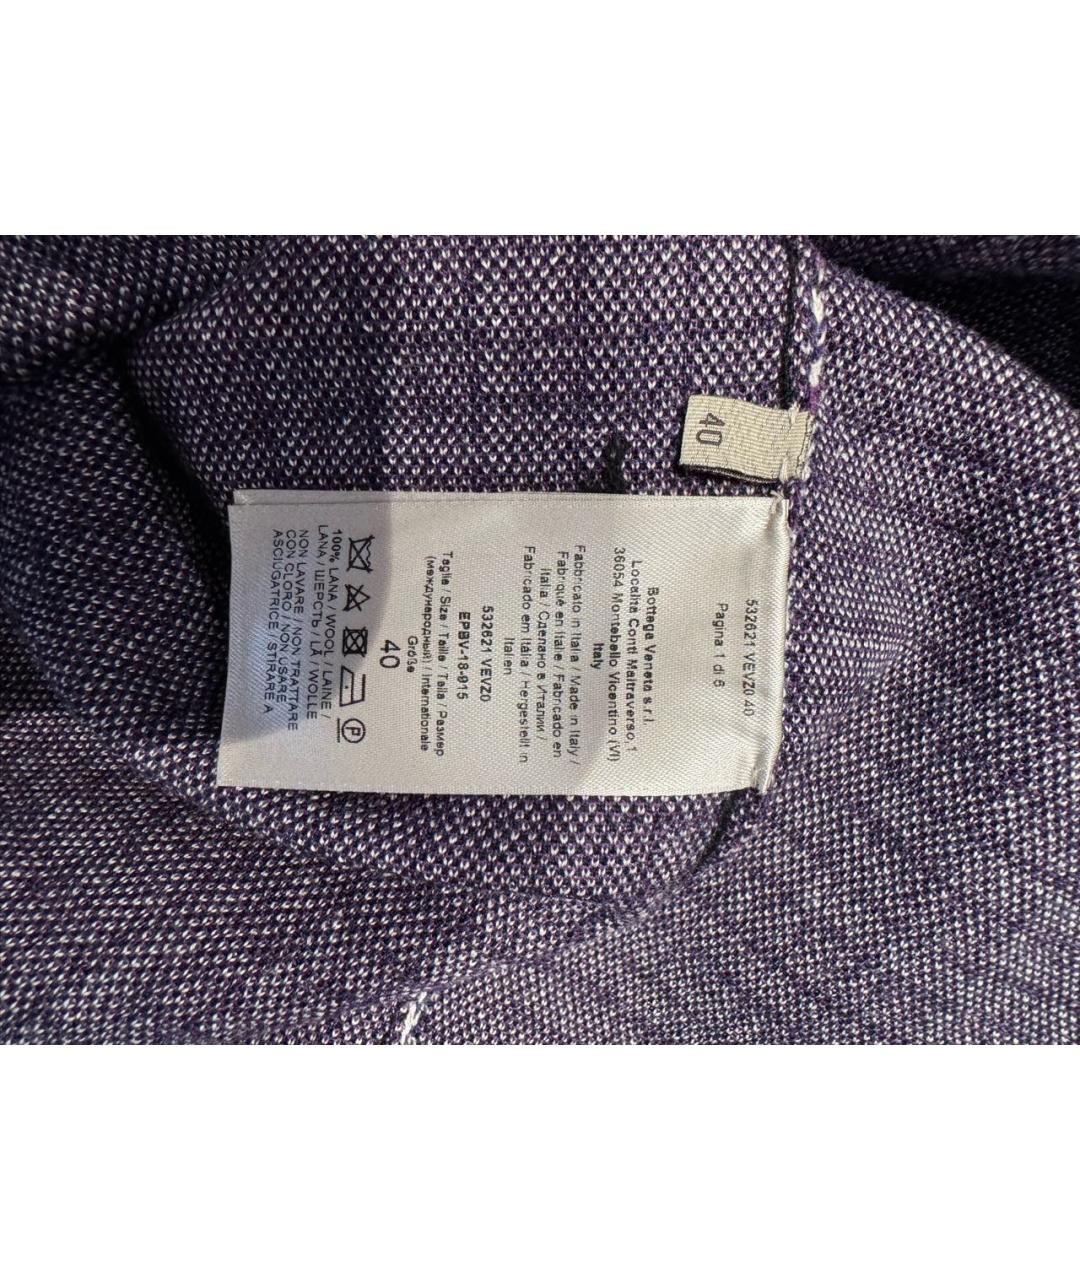 40
532621 VEVZ0 40
Pagina 1 di 6
Bottega Veneta s.r.l.
Località Conti Maltraverso 1
36054 Montebello Vicentino (VI)
Italy
Fabbricato in Italia / Made in Italy /
Fabriqué en Italie / Fabricado en
Italia / Сделано в Италии /
Fabricado em Itália / Hergestellt in
Italien
532621 VEVZ0
EPBV-18-915
Taglia / Size / Taille / Talla / Размер
(международный) / Internationale
Größe
40
P
100% LANA / WOOL / LAINE /
LANA / ШЕРСТЬ / LÃ / WOLLE
NON LAVARE / NON TRATTARE
CON CLORO / NON USARE
ASCIUGATRICE / STIRARE A